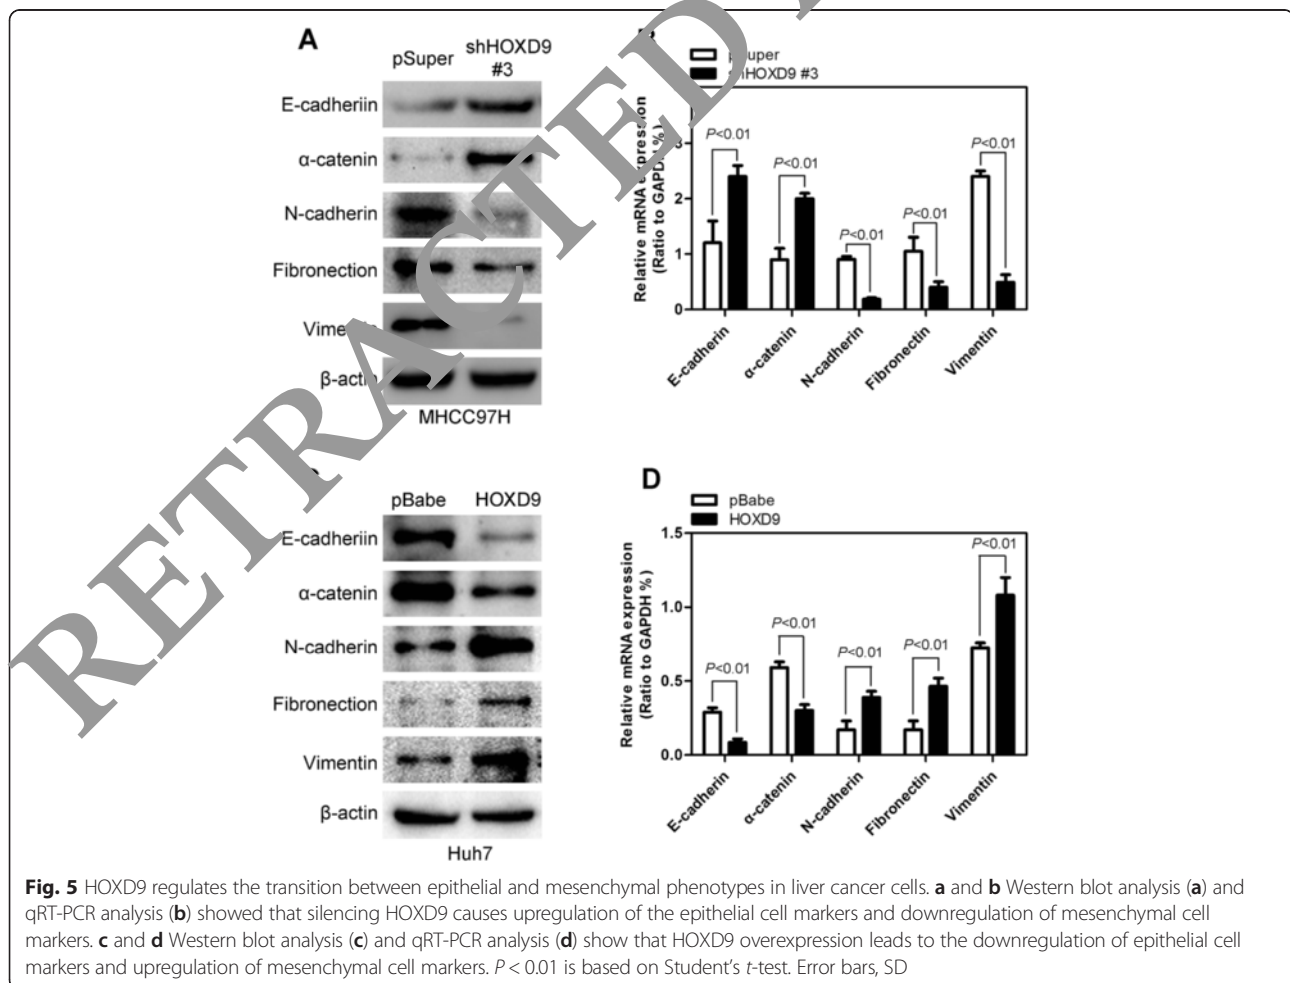 RETRACTED
A
pSuper
shHOXD9
#3
E-cadheriin
α-catenin
N-cadherin
Fibronection
β-actin
MHCC97H
#3
Relative mRNA expression
2
1
0
P<0.01
P<0.01
P<0.01
P<0.01
P<0.01
E-cadherin
α-catenin
N-cadherin
Fibronectin
Vimentin
pBabe
HOXD9
E-cadheriin
α-catenin
N-cadherin
Fibronection
Vimentin
β-actin
Huh7
D
pBabe
HOXD9
Relative mRNA expression
(Ratio to GAPDH %)
1.5
1.0
0.5
0.0
P<0.01
P<0.01
P<0.01
P<0.01
P<0.01
E-cadherin
α-catenin
N-cadherin
Fibronectin
Vimentin
Fig. 5 HOXD9 regulates the transition between epithelial and mesenchymal phenotypes in liver cancer cells. a and b Western blot analysis (a) and
qRT-PCR analysis (b) showed that silencing HOXD9 causes upregulation of the epithelial cell markers and downregulation of mesenchymal cell
markers. c and d Western blot analysis (c) and qRT-PCR analysis (d) show that HOXD9 overexpression leads to the downregulation of epithelial cell
markers and upregulation of mesenchymal cell markers. P < 0.01 is based on Student's t-test. Error bars, SD